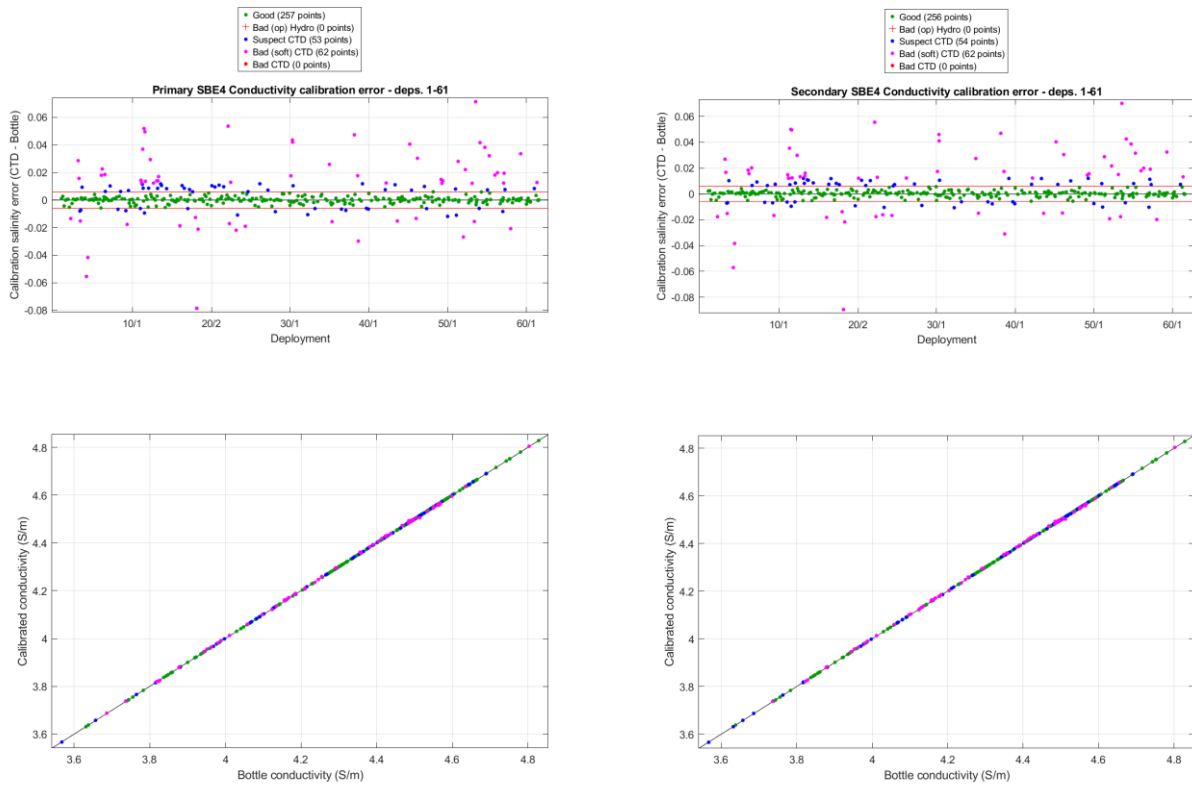 Good (257 points)
Bad (op) Hydro (0 points)
Suspect CTD (53 points)
Bad (soft) CTD (62 points)
Bad CTD (0 points)
Primary SBE4 Conductivity calibration error - deps. 1-61
Calibration salinity error (CTD - Bottle)
0.06
0.04
0.02
0
-0.02
-0.04
-0.06
-0.08
10/1 20/2 30/1 40/1 50/1 60/1
Deployment
Good (256 points)
Bad (op) Hydro (0 points)
Suspect CTD (54 points)
Bad (soft) CTD (62 points)
Bad CTD (0 points)
Secondary SBE4 Conductivity calibration error - deps. 1-61
Calibration salinity error (CTD - Bottle)
0.06
0.04
0.02
0
-0.02
-0.04
-0.06
-0.08
10/1 20/2 30/1 40/1 50/1 60/1
Deployment
Calibrated conductivity (S/m)
4.8
4.6
4.4
4.2
4
3.8
3.6
3.6 3.8 4 4.2 4.4 4.6 4.8
Bottle conductivity (S/m)
Calibrated conductivity (S/m)
4.8
4.6
4.4
4.2
4
3.8
3.6
3.6 3.8 4 4.2 4.4 4.6 4.8
Bottle conductivity (S/m)